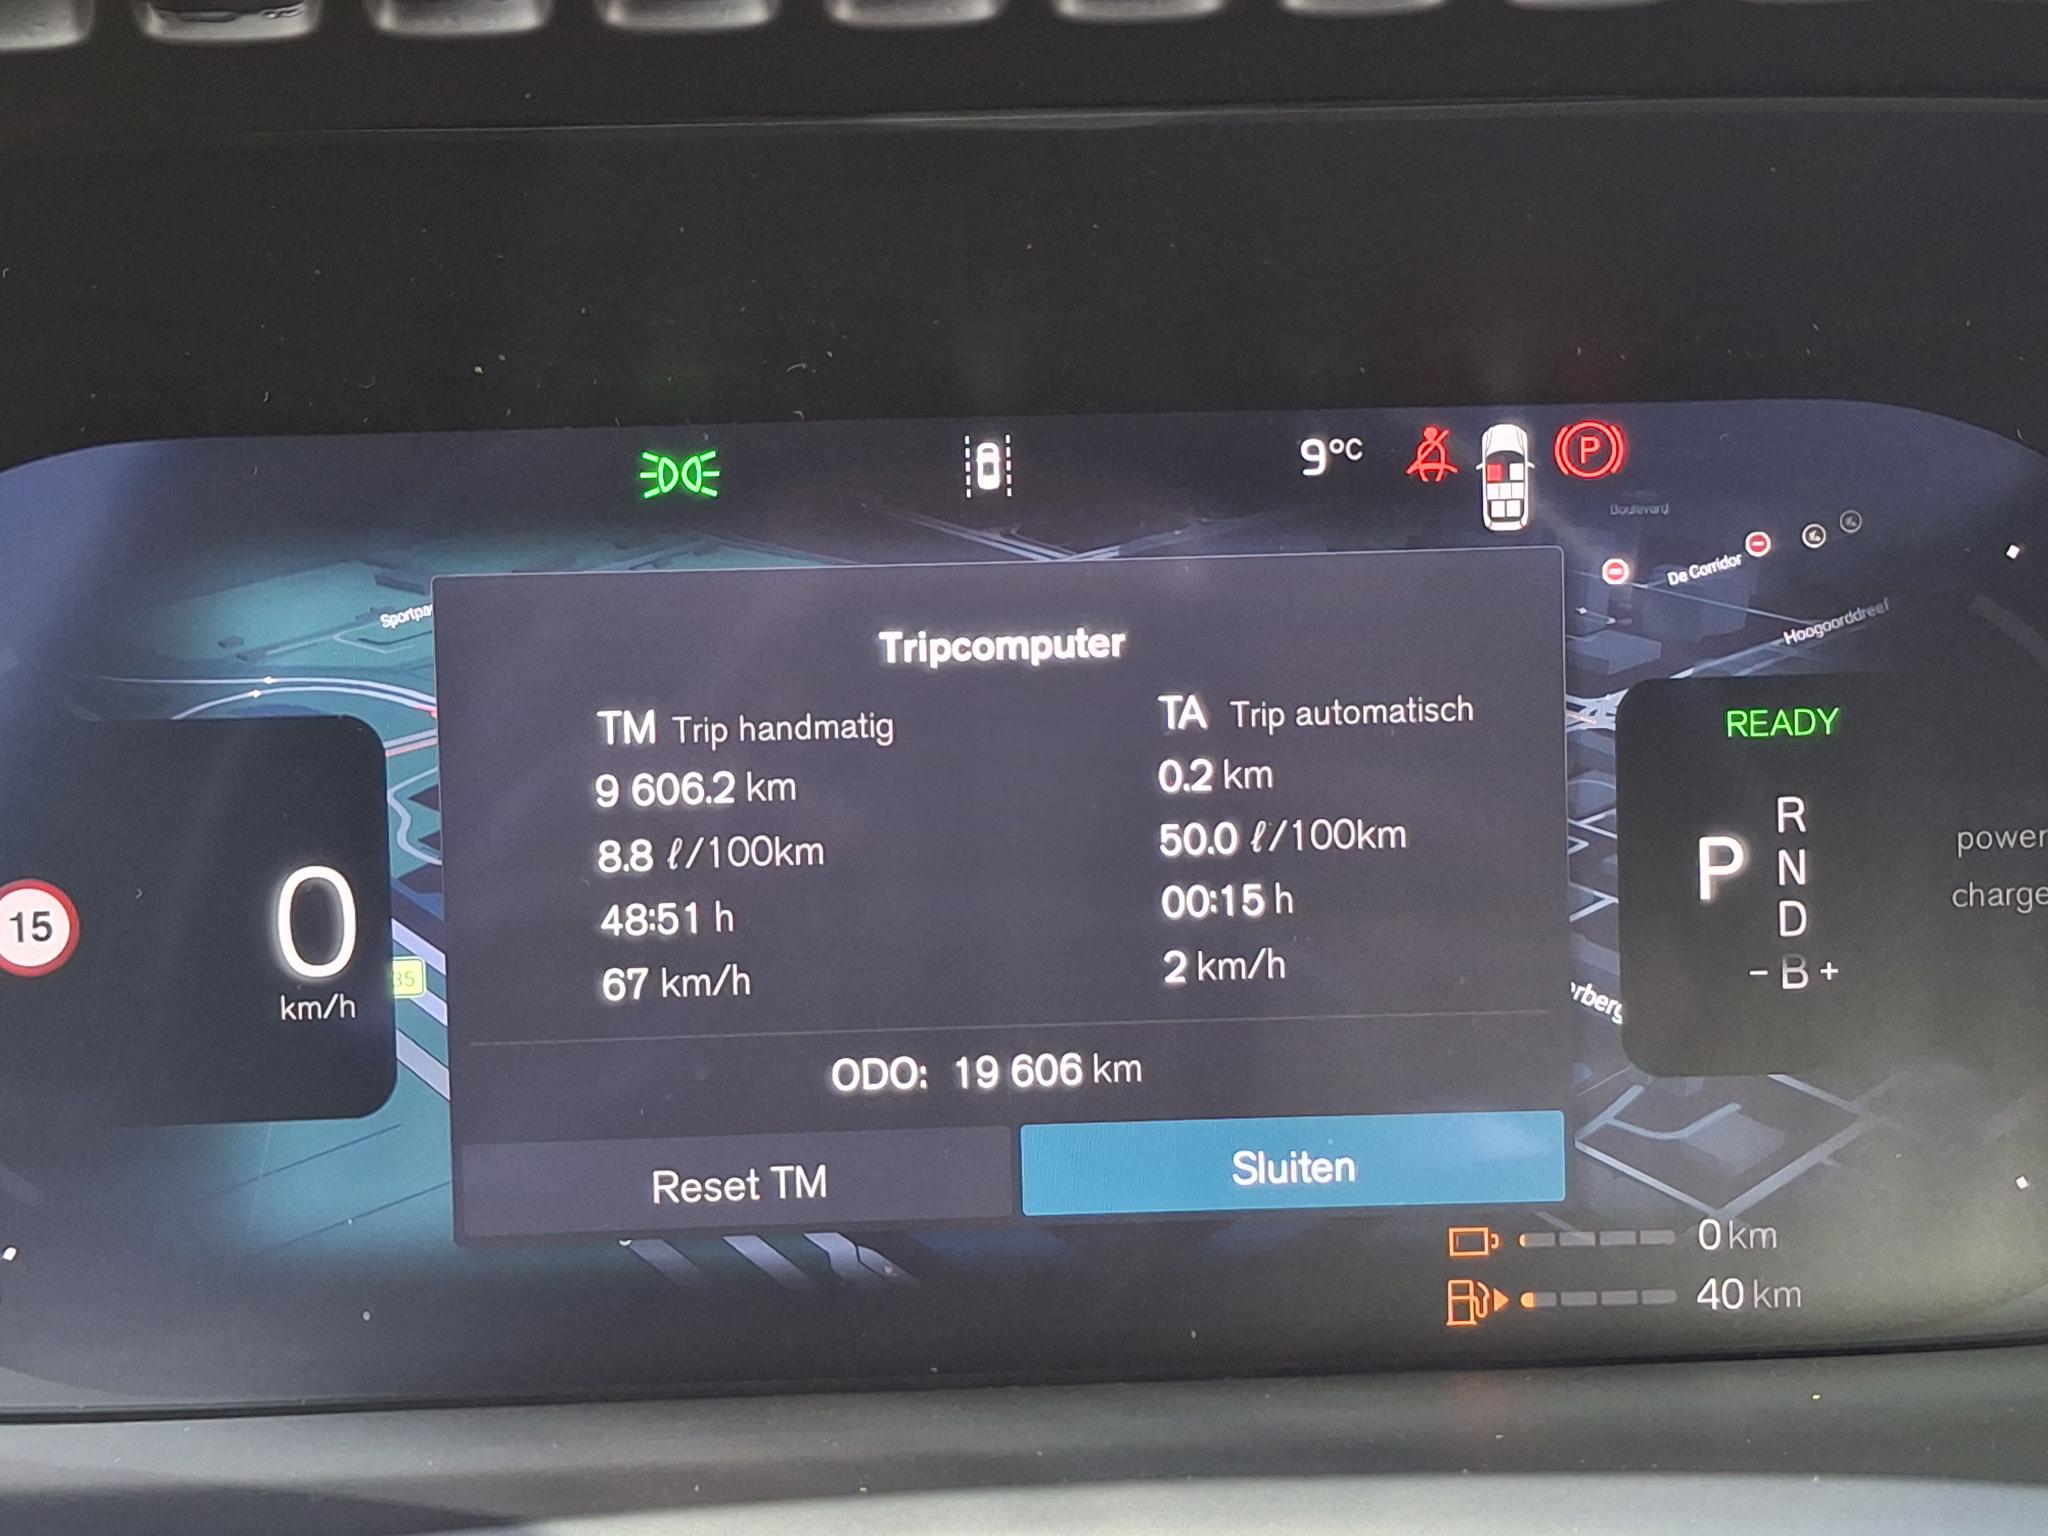 9°C
P
Boulevard
De Corridor
Hoogoorddreef
Tripcomputer
TM Trip handmatig
9 606.2 km
8.8 ℓ/100km
48:51 h
67 km/h
TA Trip automatisch
0.2 km
50.0 ℓ/100km
00:15 h
2 km/h
ODO: 19 606 km
Reset TM
Sluiten
15
0
km/h
READY
P
R
N
D
- B +
power
charge
0 km
40 km